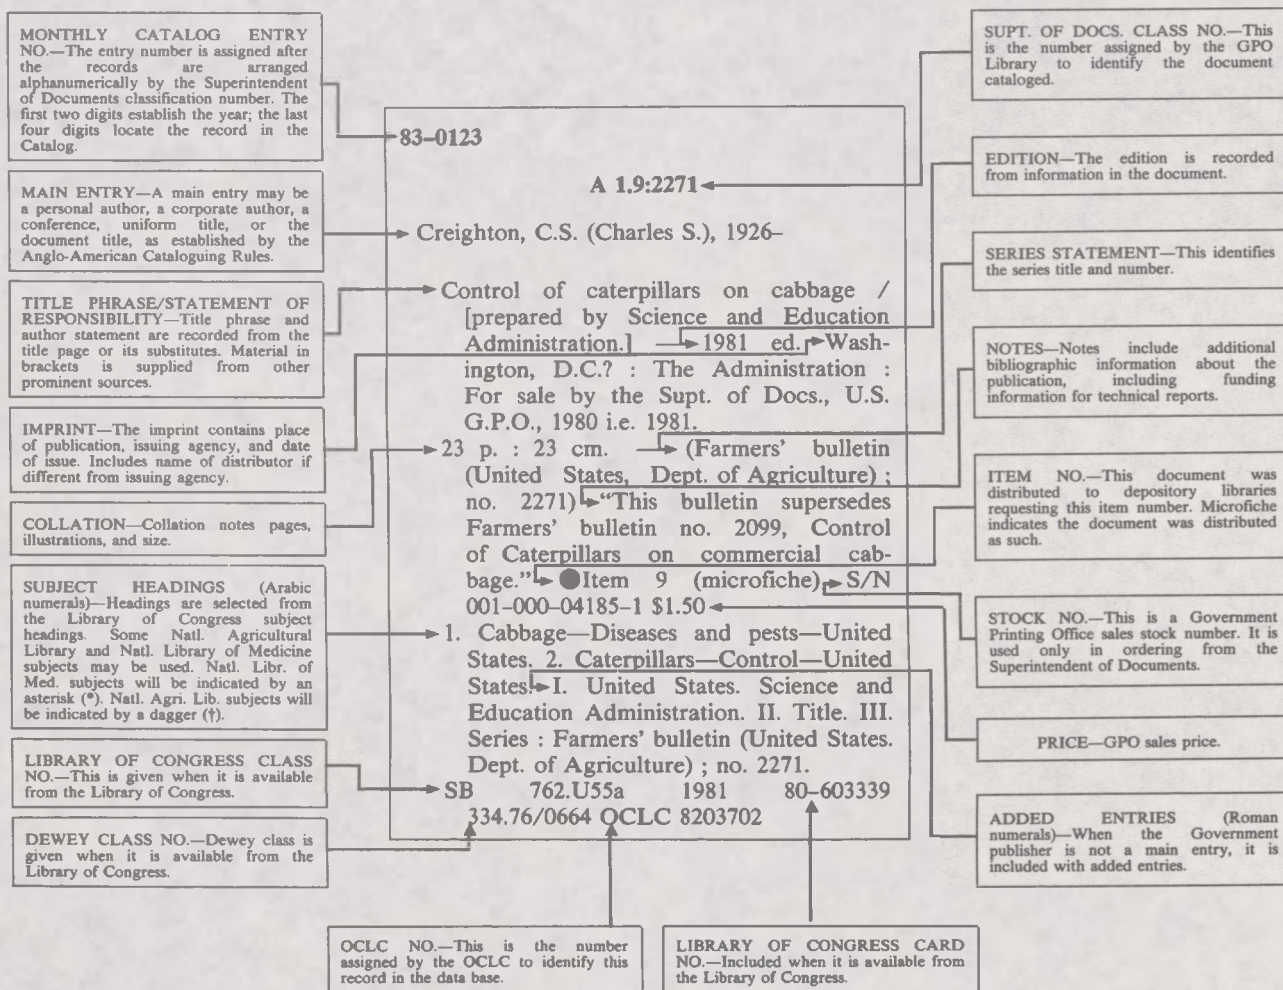 MONTHLY CATALOG ENTRY
NO.—The entry number is assigned after
the records are arranged
alphanumerically by the Superintendent
of Documents classification number. The
first two digits establish the year; the last
four digits locate the record in the
Catalog.
MAIN ENTRY—A main entry may be
a personal author, a corporate author, a
conference, uniform title, or the
document title, as established by the
Anglo-American Cataloguing Rules.
TITLE PHRASE/STATEMENT OF
RESPONSIBILITY—Title phrase and
author statement are recorded from the
title page or its substitutes. Material in
brackets is supplied from other
prominent sources.
IMPRINT—The imprint contains place
of publication, issuing agency, and date
of issue. Includes name of distributor if
different from issuing agency.
COLLATION—Collation notes pages,
illustrations, and size.
SUBJECT HEADINGS (Arabic
numerals)—Headings are selected from
the Library of Congress subject
headings. Some Natl. Agricultural
Library and Natl. Library of Medicine
subjects may be used. Natl. Libr. of
Med. subjects will be indicated by an
asterisk (*). Natl. Agri. Lib. subjects will
be indicated by a dagger (†).
LIBRARY OF CONGRESS CLASS
NO.—This is given when it is available
from the Library of Congress.
DEWEY CLASS NO.—Dewey class is
given when it is available from the
Library of Congress.
83-0123
A 1.9:2271
Creighton, C.S. (Charles S.), 1926–
Control of caterpillars on cabbage /
[prepared by Science and Education
Administration.] 1981 ed. Wash-
ington, D.C.? : The Administration :
For sale by the Supt. of Docs., U.S.
G.P.O., 1980 i.e. 1981.
23 p. : 23 cm. (Farmers' bulletin
(United States, Dept. of Agriculture) ;
no. 2271) “This bulletin supersedes
Farmers' bulletin no. 2099, Control
of Caterpillars on commercial cab-
bage.” ●Item 9 (microfiche) S/N
001-000-04185-1 $1.50
1. Cabbage—Diseases and pests—United
States. 2. Caterpillars—Control—United
States. I. United States. Science and
Education Administration. II. Title. III.
Series : Farmers' bulletin (United States.
Dept. of Agriculture) ; no. 2271.
SB 762.U55a 1981 80-603339
334.76/0664 OCLC 8203702
SUPT. OF DOCS. CLASS NO.—This
is the number assigned by the GPO
Library to identify the document
cataloged.
EDITION—The edition is recorded
from information in the document.
SERIES STATEMENT—This identifies
the series title and number.
NOTES—Notes include additional
bibliographic information about the
publication, including funding
information for technical reports.
ITEM NO.—This document was
distributed to depository libraries
requesting this item number. Microfiche
indicates the document was distributed
as such.
STOCK NO.—This is a Government
Printing Office sales stock number. It is
used only in ordering from the
Superintendent of Documents.
PRICE—GPO sales price.
ADDED ENTRIES (Roman
numerals)—When the Government
publisher is not a main entry, it is
included with added entries.
OCLC NO.—This is the number
assigned by the OCLC to identify this
record in the data base.
LIBRARY OF CONGRESS CARD
NO.—Included when it is available from
the Library of Congress.